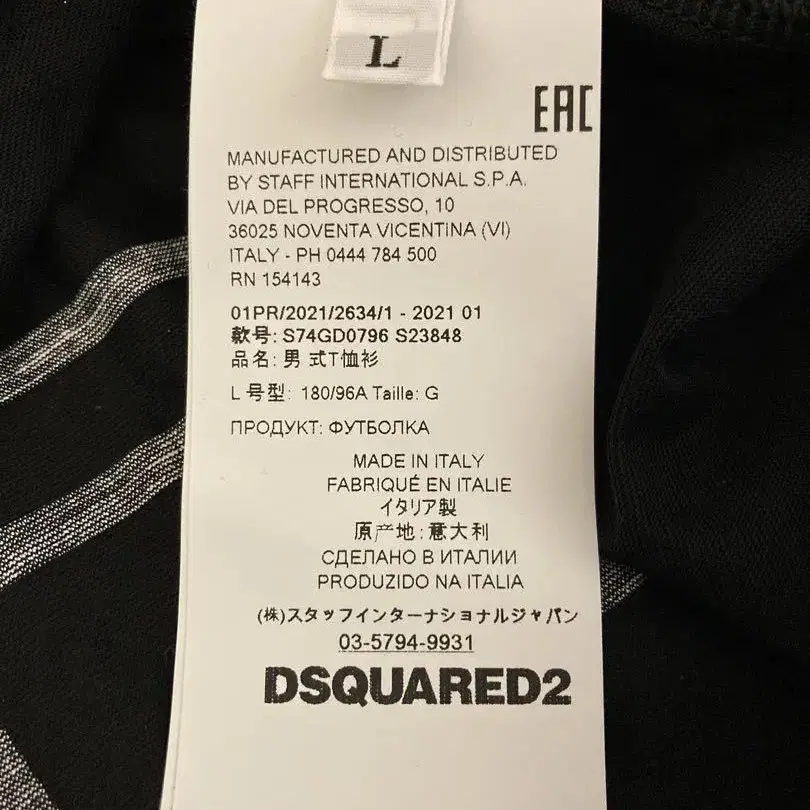 L
EAC
MANUFACTURED AND DISTRIBUTED
BY STAFF INTERNATIONAL S.P.A.
VIA DEL PROGRESSO, 10
36025 NOVENTA VICENTINA (VI)
ITALY - PH 0444 784 500
RN 154143
01PR/2021/2634/1 - 2021 01
款号: S74GD0796 S23848
品名: 男 式T恤衫
L 号型: 180/96A Taille: G
ПРОДУКТ: ФУТБОЛКА
MADE IN ITALY
FABRIQUÉ EN ITALIE
イタリア製
原产地: 意大利
СДЕЛАНО В ИТАЛИИ
PRODUZIDO NA ITALIA
(株)スタッフインターナショナルジャパン
03-5794-9931
DSQUARED2